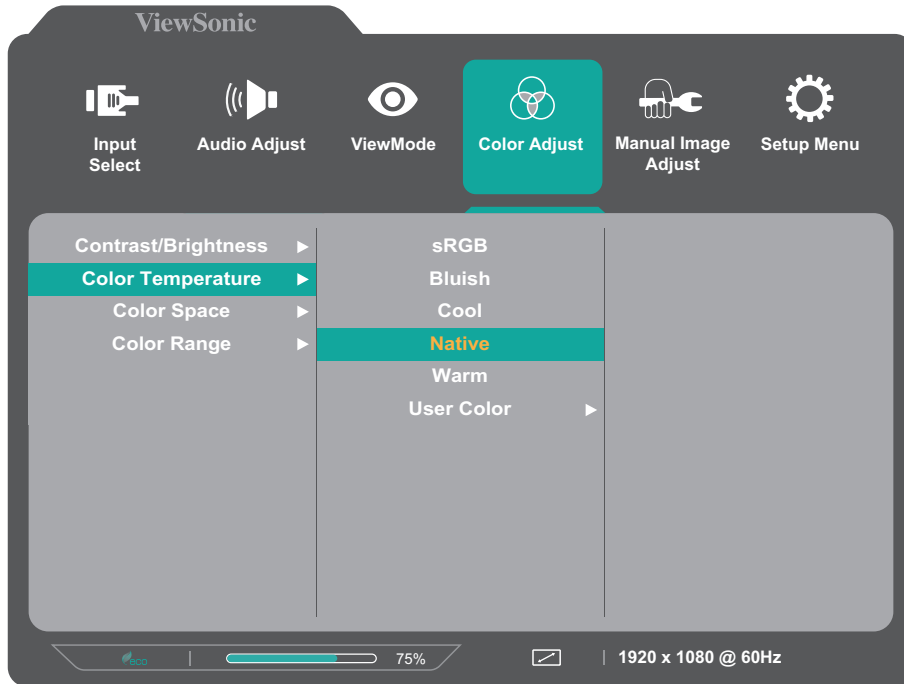 ViewSonic
Input Select
Audio Adjust
ViewMode
Color Adjust
Manual Image Adjust
Setup Menu
Contrast/Brightness
Color Temperature
Color Space
Color Range
sRGB
Bluish
Cool
Native
Warm
User Color
eco
75%
1920 x 1080 @ 60Hz